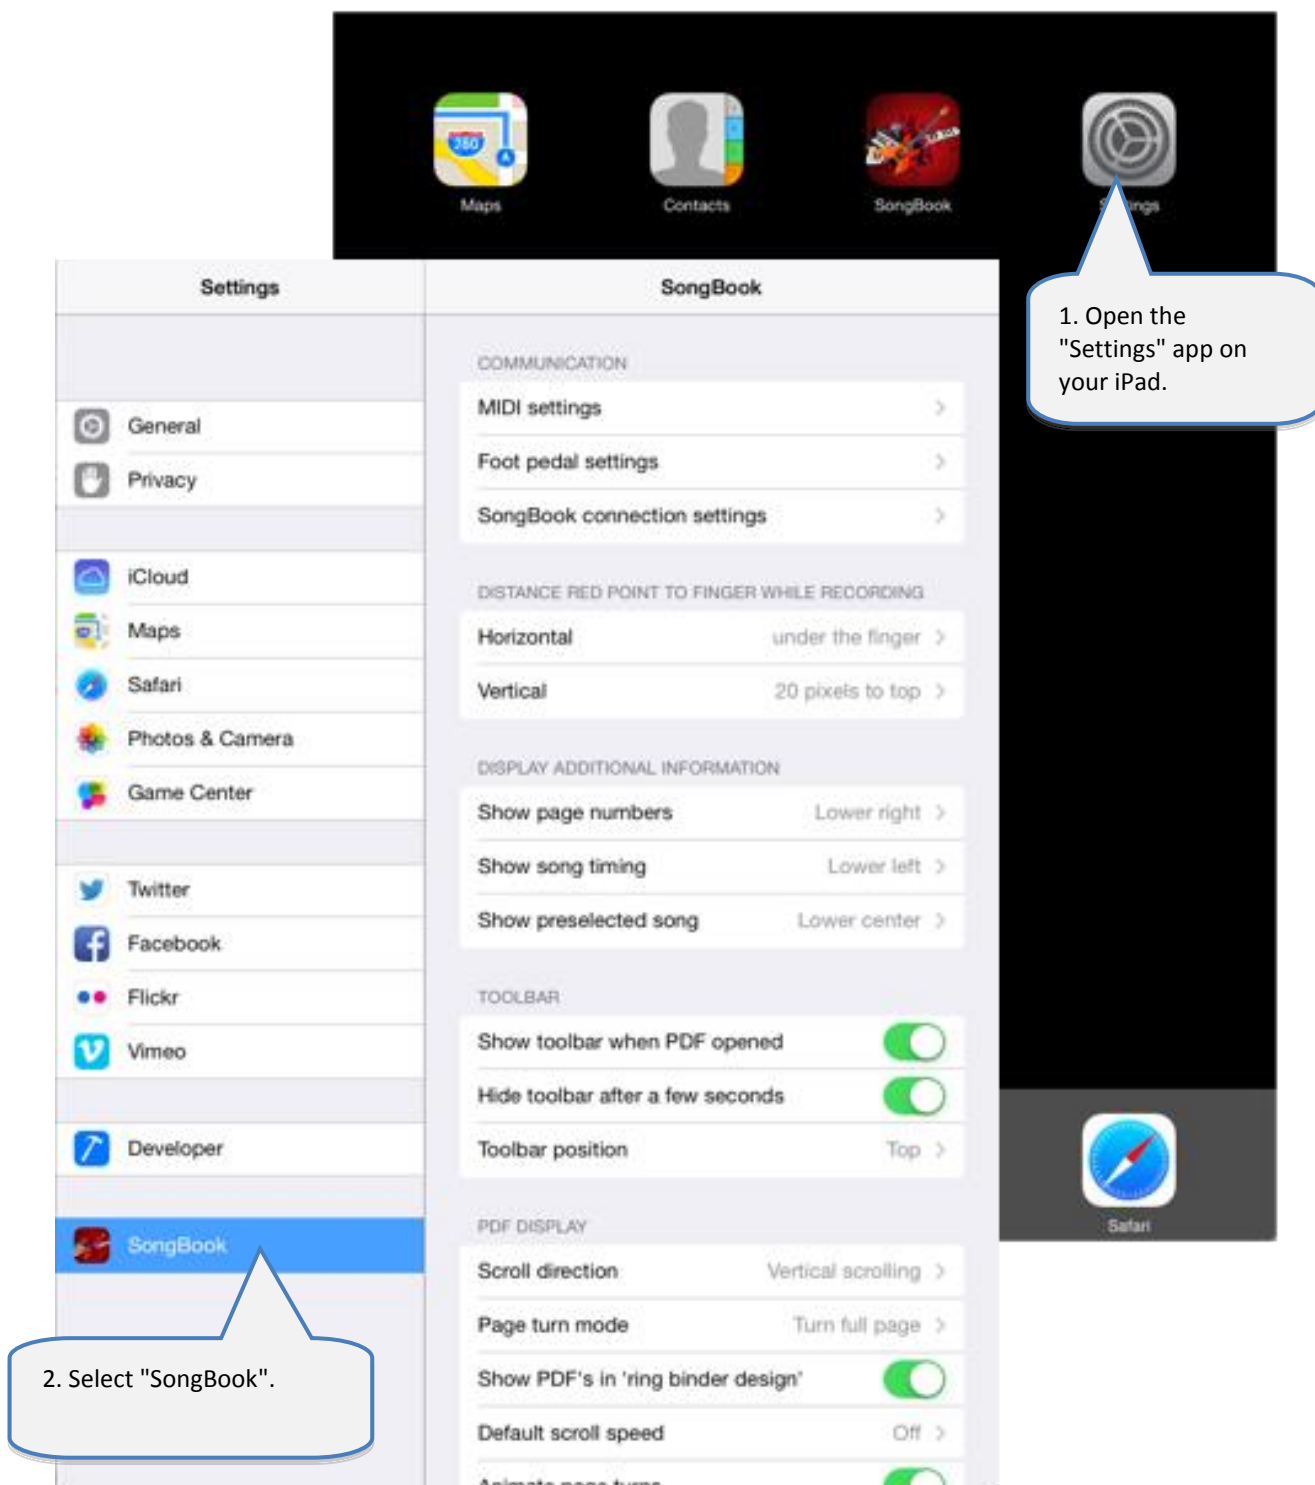 280
Maps
Contacts
SongBook
Settings
1. Open the
"Settings" app on
your iPad.
Settings
General
Privacy
iCloud
Maps
Safari
Photos & Camera
Game Center
Twitter
Facebook
Flickr
Vimeo
Developer
SongBook
2. Select "SongBook".
SongBook
COMMUNICATION
MIDI settings
Foot pedal settings
SongBook connection settings
DISTANCE RED POINT TO FINGER WHILE RECORDING
Horizontal under the finger
Vertical 20 pixels to top
DISPLAY ADDITIONAL INFORMATION
Show page numbers Lower right
Show song timing Lower left
Show preselected song Lower center
TOOLBAR
Show toolbar when PDF opened
Hide toolbar after a few seconds
Toolbar position Top
PDF DISPLAY
Scroll direction Vertical scrolling
Page turn mode Turn full page
Show PDF's in 'ring binder design'
Default scroll speed Off
Animate page turns
Safari